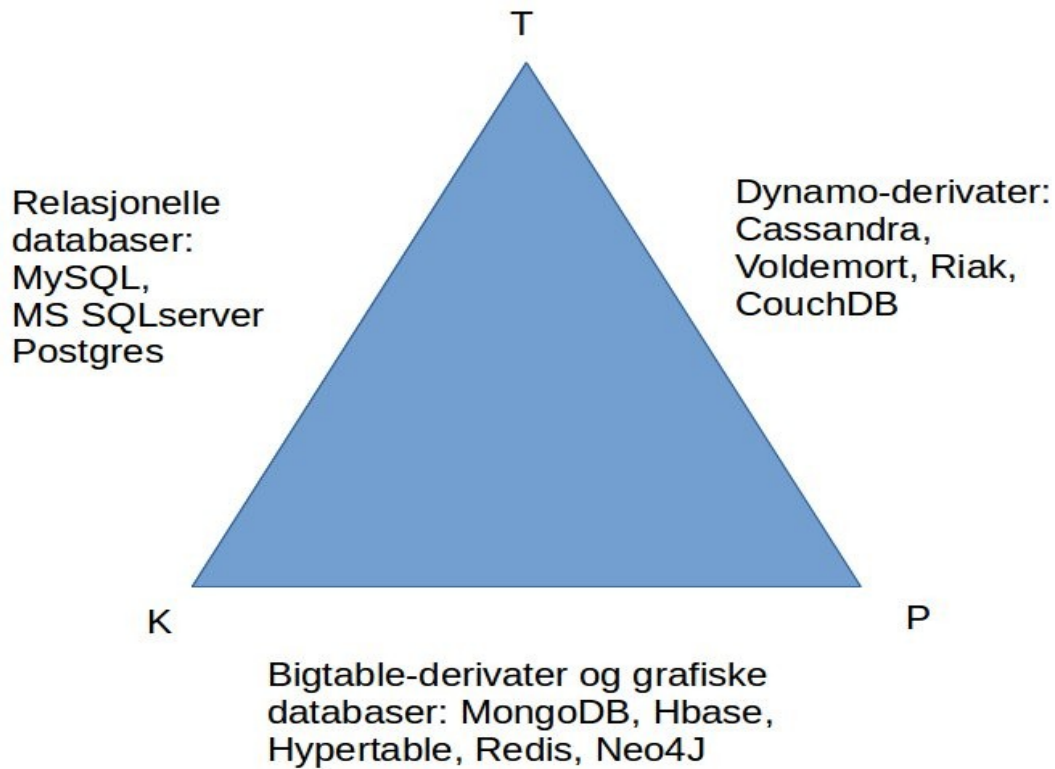 T
Relasjonelle
databaser:
MySQL,
MS SQLserver
Postgres
Dynamo-derivater:
Cassandra,
Voldemort, Riak,
CouchDB
K
P
Bigtable-derivater og grafiske
databaser: MongoDB, Hbase,
Hypertable, Redis, Neo4J